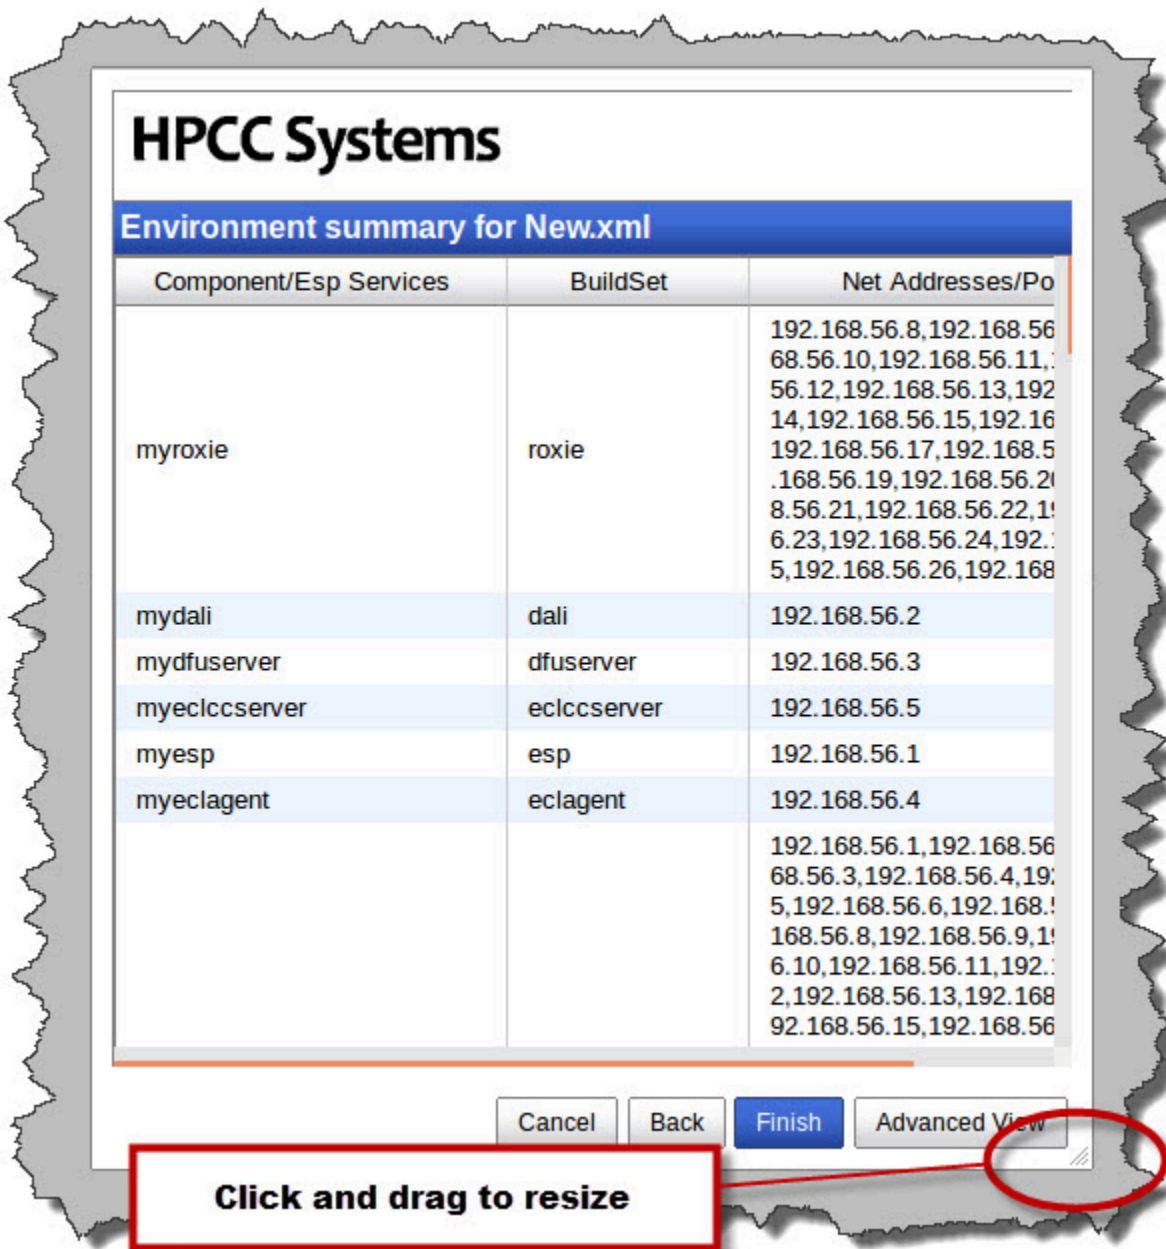 HPCC Systems
Environment summary for New.xml
Component/Esp Services BuildSet Net Addresses/Po
myroxie roxie 192.168.56.8,192.168.56
68.56.10,192.168.56.11,
56.12,192.168.56.13,192
14,192.168.56.15,192.16
192.168.56.17,192.168.5
.168.56.19,192.168.56.20
8.56.21,192.168.56.22,19
6.23,192.168.56.24,192.
5,192.168.56.26,192.168
mydali dali 192.168.56.2
mydfuserver dfuserver 192.168.56.3
myeclccserver eclccserver 192.168.56.5
myesp esp 192.168.56.1
myeclagent eclagent 192.168.56.4
192.168.56.1,192.168.56
68.56.3,192.168.56.4,192
5,192.168.56.6,192.168.
168.56.8,192.168.56.9,19
6.10,192.168.56.11,192.
2,192.168.56.13,192.168
92.168.56.15,192.168.56
Cancel Back Finish Advanced View
Click and drag to resize